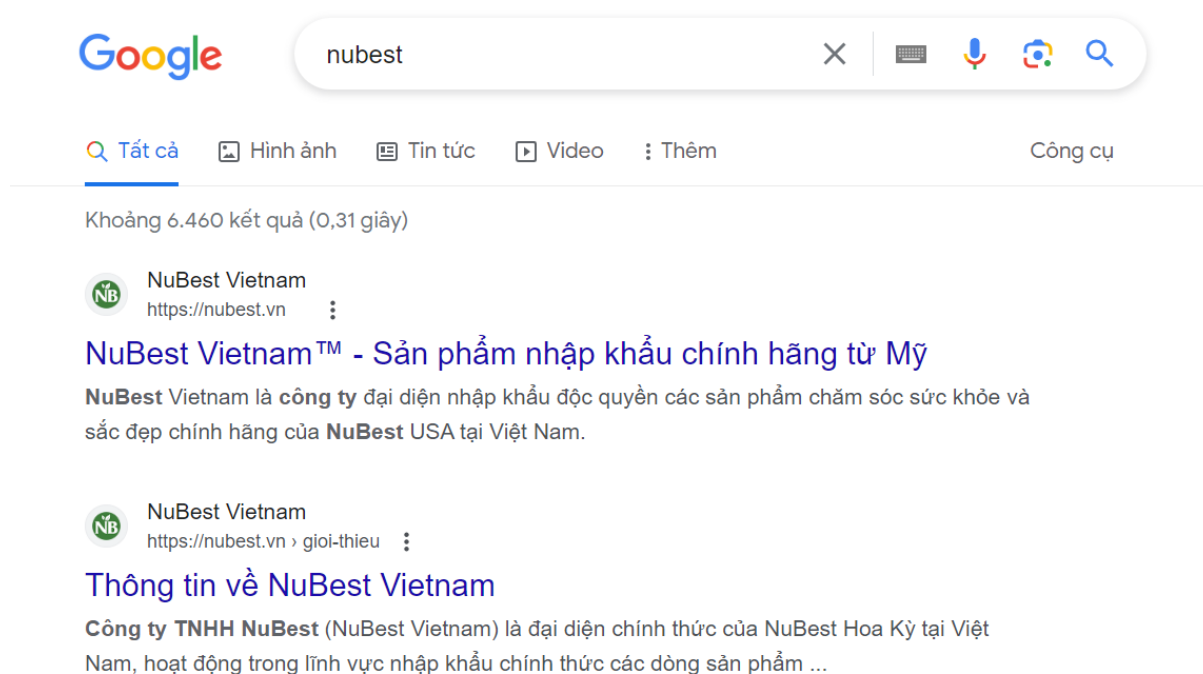 Google
nubest
Tất cả
Hình ảnh
Tin tức
Video
Thêm
Công cụ
Khoảng 6.460 kết quả (0,31 giây)
NB
NuBest Vietnam
https://nubest.vn
NuBest Vietnam™ - Sản phẩm nhập khẩu chính hãng từ Mỹ
NuBest Vietnam là công ty đại diện nhập khẩu độc quyền các sản phẩm chăm sóc sức khỏe và
sắc đẹp chính hãng của NuBest USA tại Việt Nam.
NB
NuBest Vietnam
https://nubest.vn › gioi-thieu
Thông tin về NuBest Vietnam
Công ty TNHH NuBest (NuBest Vietnam) là đại diện chính thức của NuBest Hoa Kỳ tại Việt
Nam, hoạt động trong lĩnh vực nhập khẩu chính thức các dòng sản phẩm ...